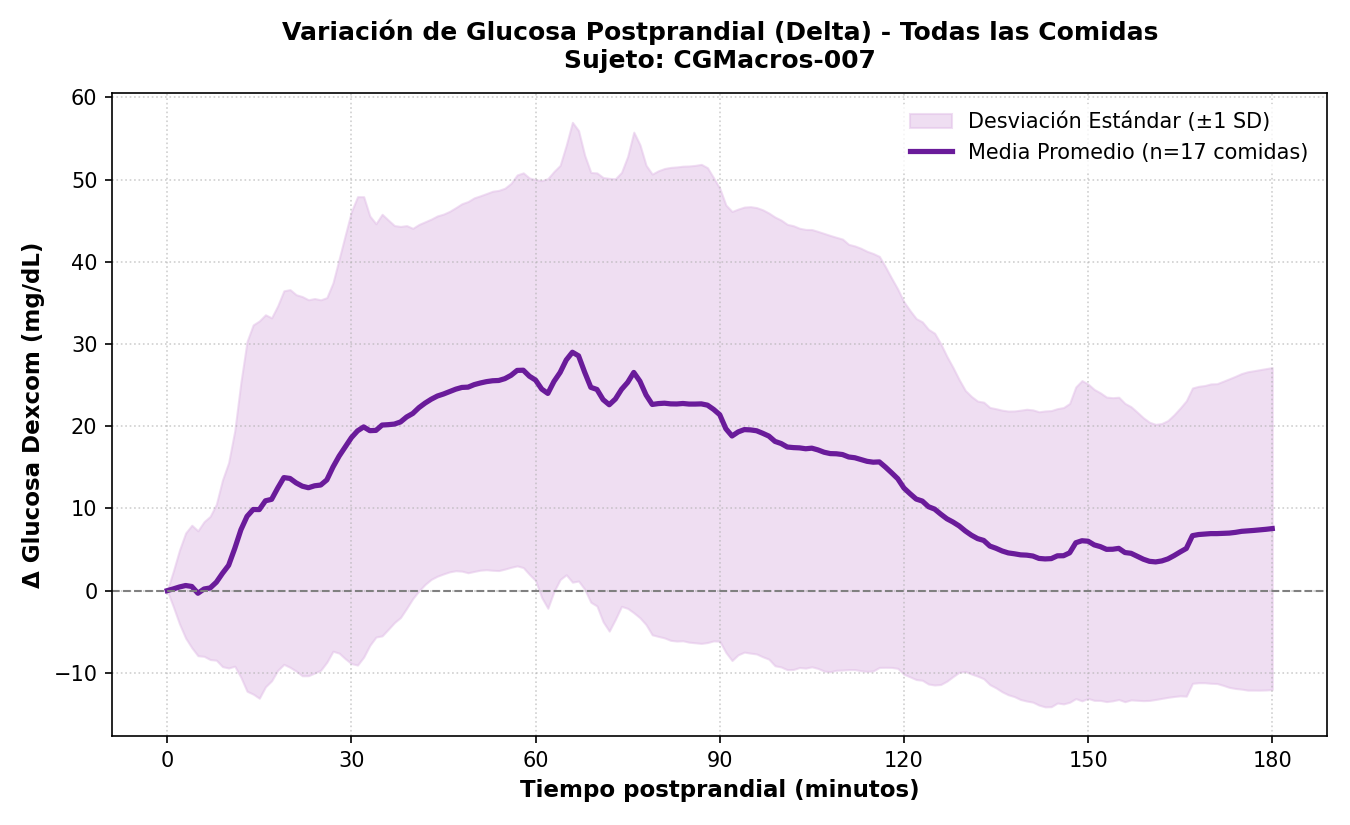 Variación de Glucosa Postprandial (Delta) - Todas las Comidas
Sujeto: CGMacros-007
Desviación Estándar (±1 SD)
Media Promedio (n=17 comidas)
Δ Glucosa Dexcom (mg/dL)
60
50
40
30
20
10
0
−10
0 30 60 90 120 150 180
Tiempo postprandial (minutos)